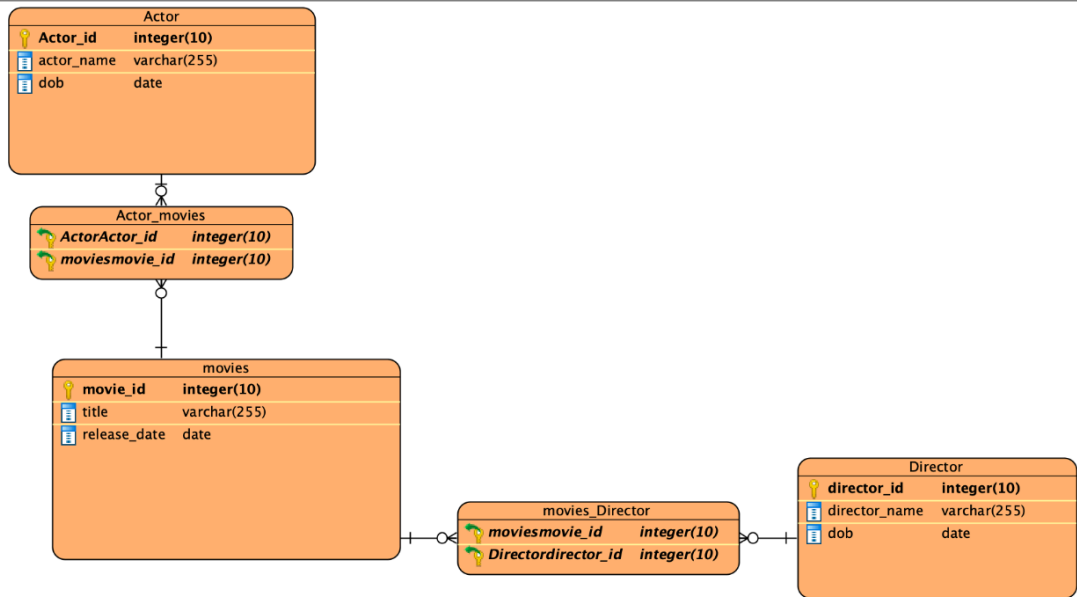 Actor
Actor_id integer(10)
actor_name varchar(255)
dob date
Actor_movies
ActorActor_id integer(10)
moviesmovie_id integer(10)
movies
movie_id integer(10)
title varchar(255)
release_date date
movies_Director
moviesmovie_id integer(10)
Directordirector_id integer(10)
Director
director_id integer(10)
director_name varchar(255)
dob date